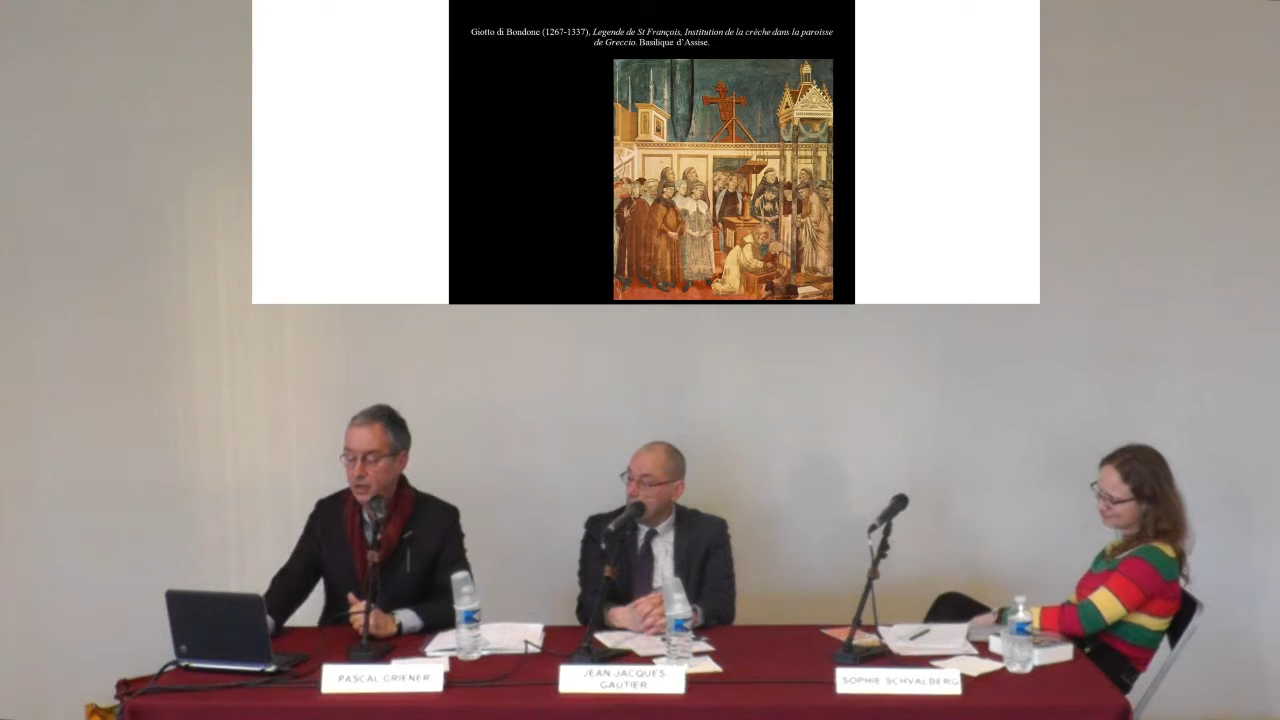 Giotto di Bondone (1267-1337), Legende de St François, Institution de la crèche dans la paroisse
de Greccio. Basilique d'Assise.
PASCAL GRIENER
JEAN-JACQUES
GAUTIER
SOPHIE SCHVALBERG